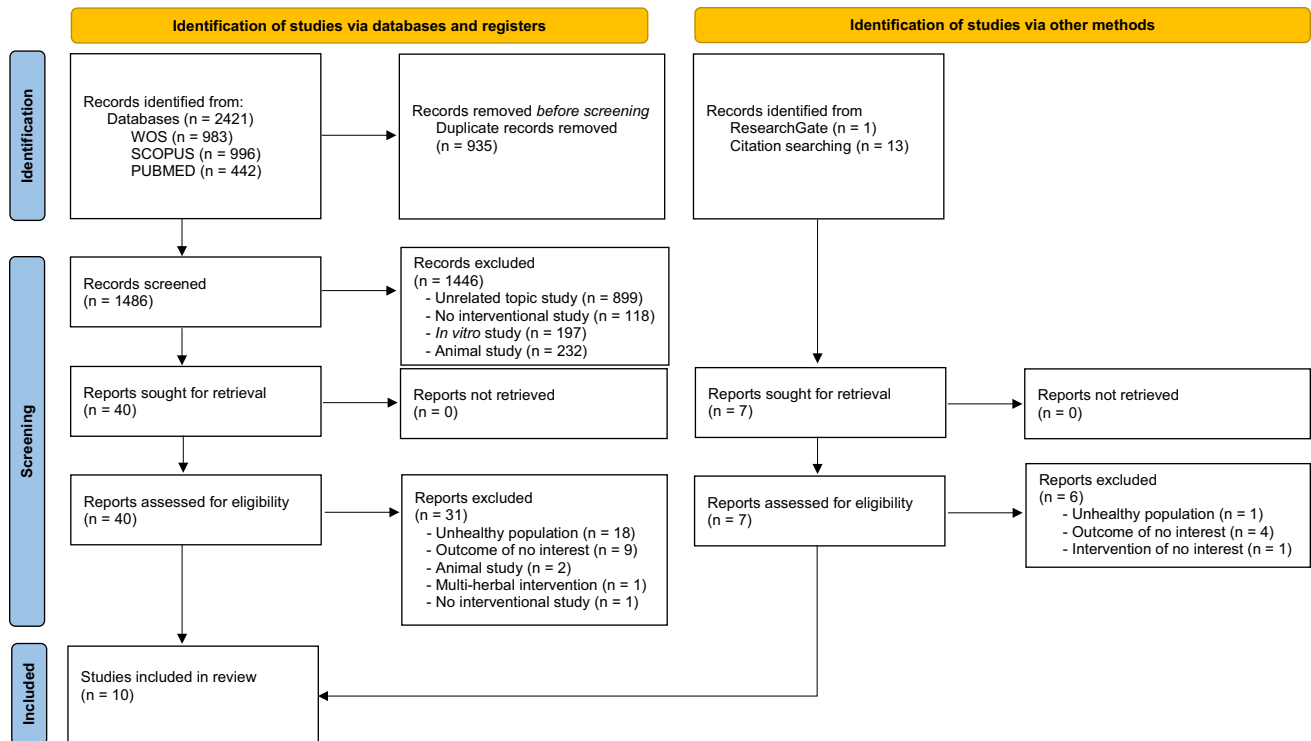 Identification of studies via databases and registers
Identification of studies via other methods
Identification
Records identified from:
Databases (n = 2421)
WOS (n = 983)
SCOPUS (n = 996)
PUBMED (n = 442)
Records removed before screening
Duplicate records removed
(n = 935)
Records identified from
ResearchGate (n = 1)
Citation searching (n = 13)
Screening
Records screened
(n = 1486)
Records excluded
(n = 1446)
- Unrelated topic study (n = 899)
- No interventional study (n = 118)
- In vitro study (n = 197)
- Animal study (n = 232)
Reports sought for retrieval
(n = 40)
Reports not retrieved
(n = 0)
Reports sought for retrieval
(n = 7)
Reports not retrieved
(n = 0)
Reports assessed for eligibility
(n = 40)
Reports excluded
(n = 31)
- Unhealthy population (n = 18)
- Outcome of no interest (n = 9)
- Animal study (n = 2)
- Multi-herbal intervention (n = 1)
- No interventional study (n = 1)
Reports assessed for eligibility
(n = 7)
Reports excluded
(n = 6)
- Unhealthy population (n = 1)
- Outcome of no interest (n = 4)
- Intervention of no interest (n = 1)
Included
Studies included in review
(n = 10)